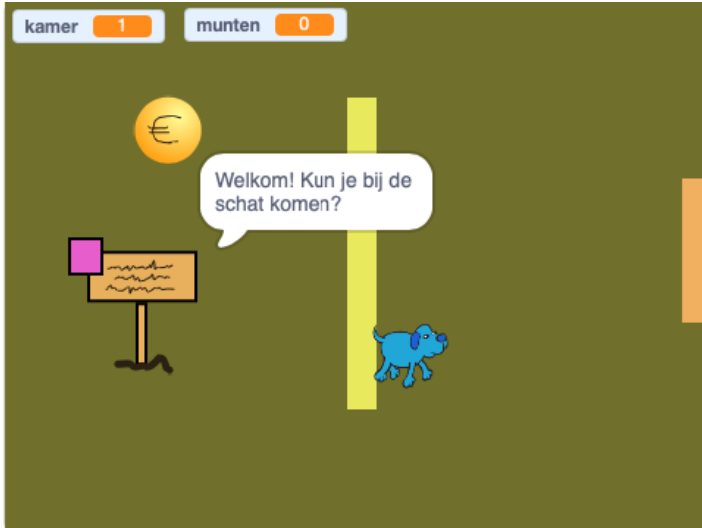 kamer 1
munten 0
€
Welkom! Kun je bij de
schat komen?